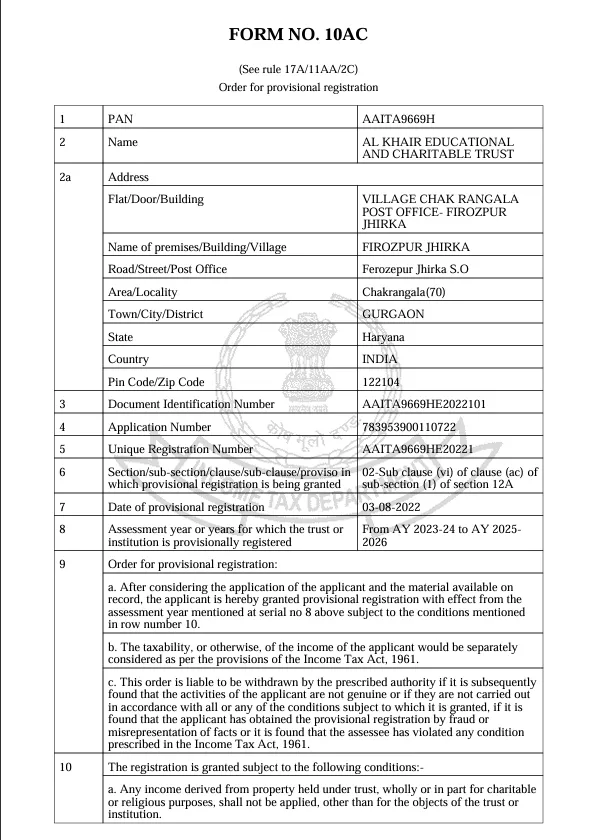 FORM NO. 10AC
(See rule 17A/11AA/2C)
Order for provisional registration
1 PAN AAITA9669H
2 Name AL KHAIR EDUCATIONAL
AND CHARITABLE TRUST
2a Address
Flat/Door/Building VILLAGE CHAK RANGALA
POST OFFICE- FIROZPUR
JHIRKA
Name of premises/Building/Village FIROZPUR JHIRKA
Road/Street/Post Office Ferozepur Jhirka S.O
Area/Locality Chakrangala(70)
Town/City/District GURGAON
State Haryana
Country INDIA
Pin Code/Zip Code 122104
3 Document Identification Number AAITA9669HE2022101
4 Application Number 783953900110722
5 Unique Registration Number AAITA9669HE20221
6 Section/sub-section/clause/sub-clause/proviso in 02-Sub clause (vi) of clause (ac) of
which provisional registration is being granted sub-section (1) of section 12A
7 Date of provisional registration 03-08-2022
8 Assessment year or years for which the trust or From AY 2023-24 to AY 2025-
institution is provisionally registered 2026
9 Order for provisional registration:
a. After considering the application of the applicant and the material available on
record, the applicant is hereby granted provisional registration with effect from the
assessment year mentioned at serial no 8 above subject to the conditions mentioned
in row number 10.
b. The taxability, or otherwise, of the income of the applicant would be separately
considered as per the provisions of the Income Tax Act, 1961.
c. This order is liable to be withdrawn by the prescribed authority if it is subsequently
found that the activities of the applicant are not genuine or if they are not carried out
in accordance with all or any of the conditions subject to which it is granted, if it is
found that the applicant has obtained the provisional registration by fraud or
misrepresentation of facts or it is found that the assessee has violated any condition
prescribed in the Income Tax Act, 1961.
10 The registration is granted subject to the following conditions:-
a. Any income derived from property held under trust, wholly or in part for charitable
or religious purposes, shall not be applied, other than for the objects of the trust or
institution.
सत्यमेव जयते
कोष मूलो दण्डः
INCOME TAX DEPARTMENT